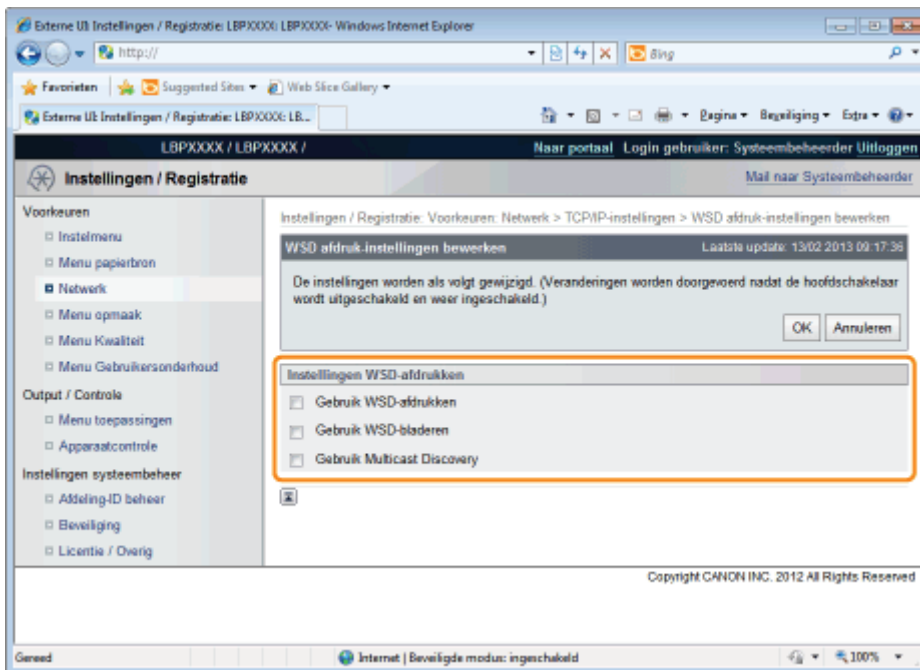 Externe UI: Instellingen / Registratie: LBPXXXX: LBPXXXX- Windows Internet Explorer
http://
Bing
Favorieten
Suggested Sites
Web Slice Gallery
Externe UI: Instellingen / Registratie: LBPXXXX: LB...
Pagina
Beveiliging
Extra
LBPXXXX / LBPXXXX /
Naar portaal Login gebruiker: Systeembeheerder Uitloggen
Instellingen / Registratie
Mail naar Systeembeheerder
Voorkeuren
Instelmenu
Menu papierbron
Netwerk
Menu opmaak
Menu Kwaliteit
Menu Gebruikersonderhoud
Output / Controle
Menu toepassingen
Apparaatcontrole
Instellingen systeembeheer
Afdeling-ID beheer
Beveiliging
Licentie / Overig
Instellingen / Registratie: Voorkeuren: Netwerk > TCP/IP-instellingen > WSD afdruk-instellingen bewerken
WSD afdruk-instellingen bewerken
Laatste update: 13/02 2013 09:17:36
De instellingen worden als volgt gewijzigd. (Veranderingen worden doorgevoerd nadat de hoofdschakelaar
wordt uitgeschakeld en weer ingeschakeld.)
OK
Annuleren
Instellingen WSD-afdrukken
Gebruik WSD-afdrukken
Gebruik WSD-bladeren
Gebruik Multicast Discovery
Copyright CANON INC. 2012 All Rights Reserved
Gereed
Internet | Beveiligde modus: ingeschakeld
100%